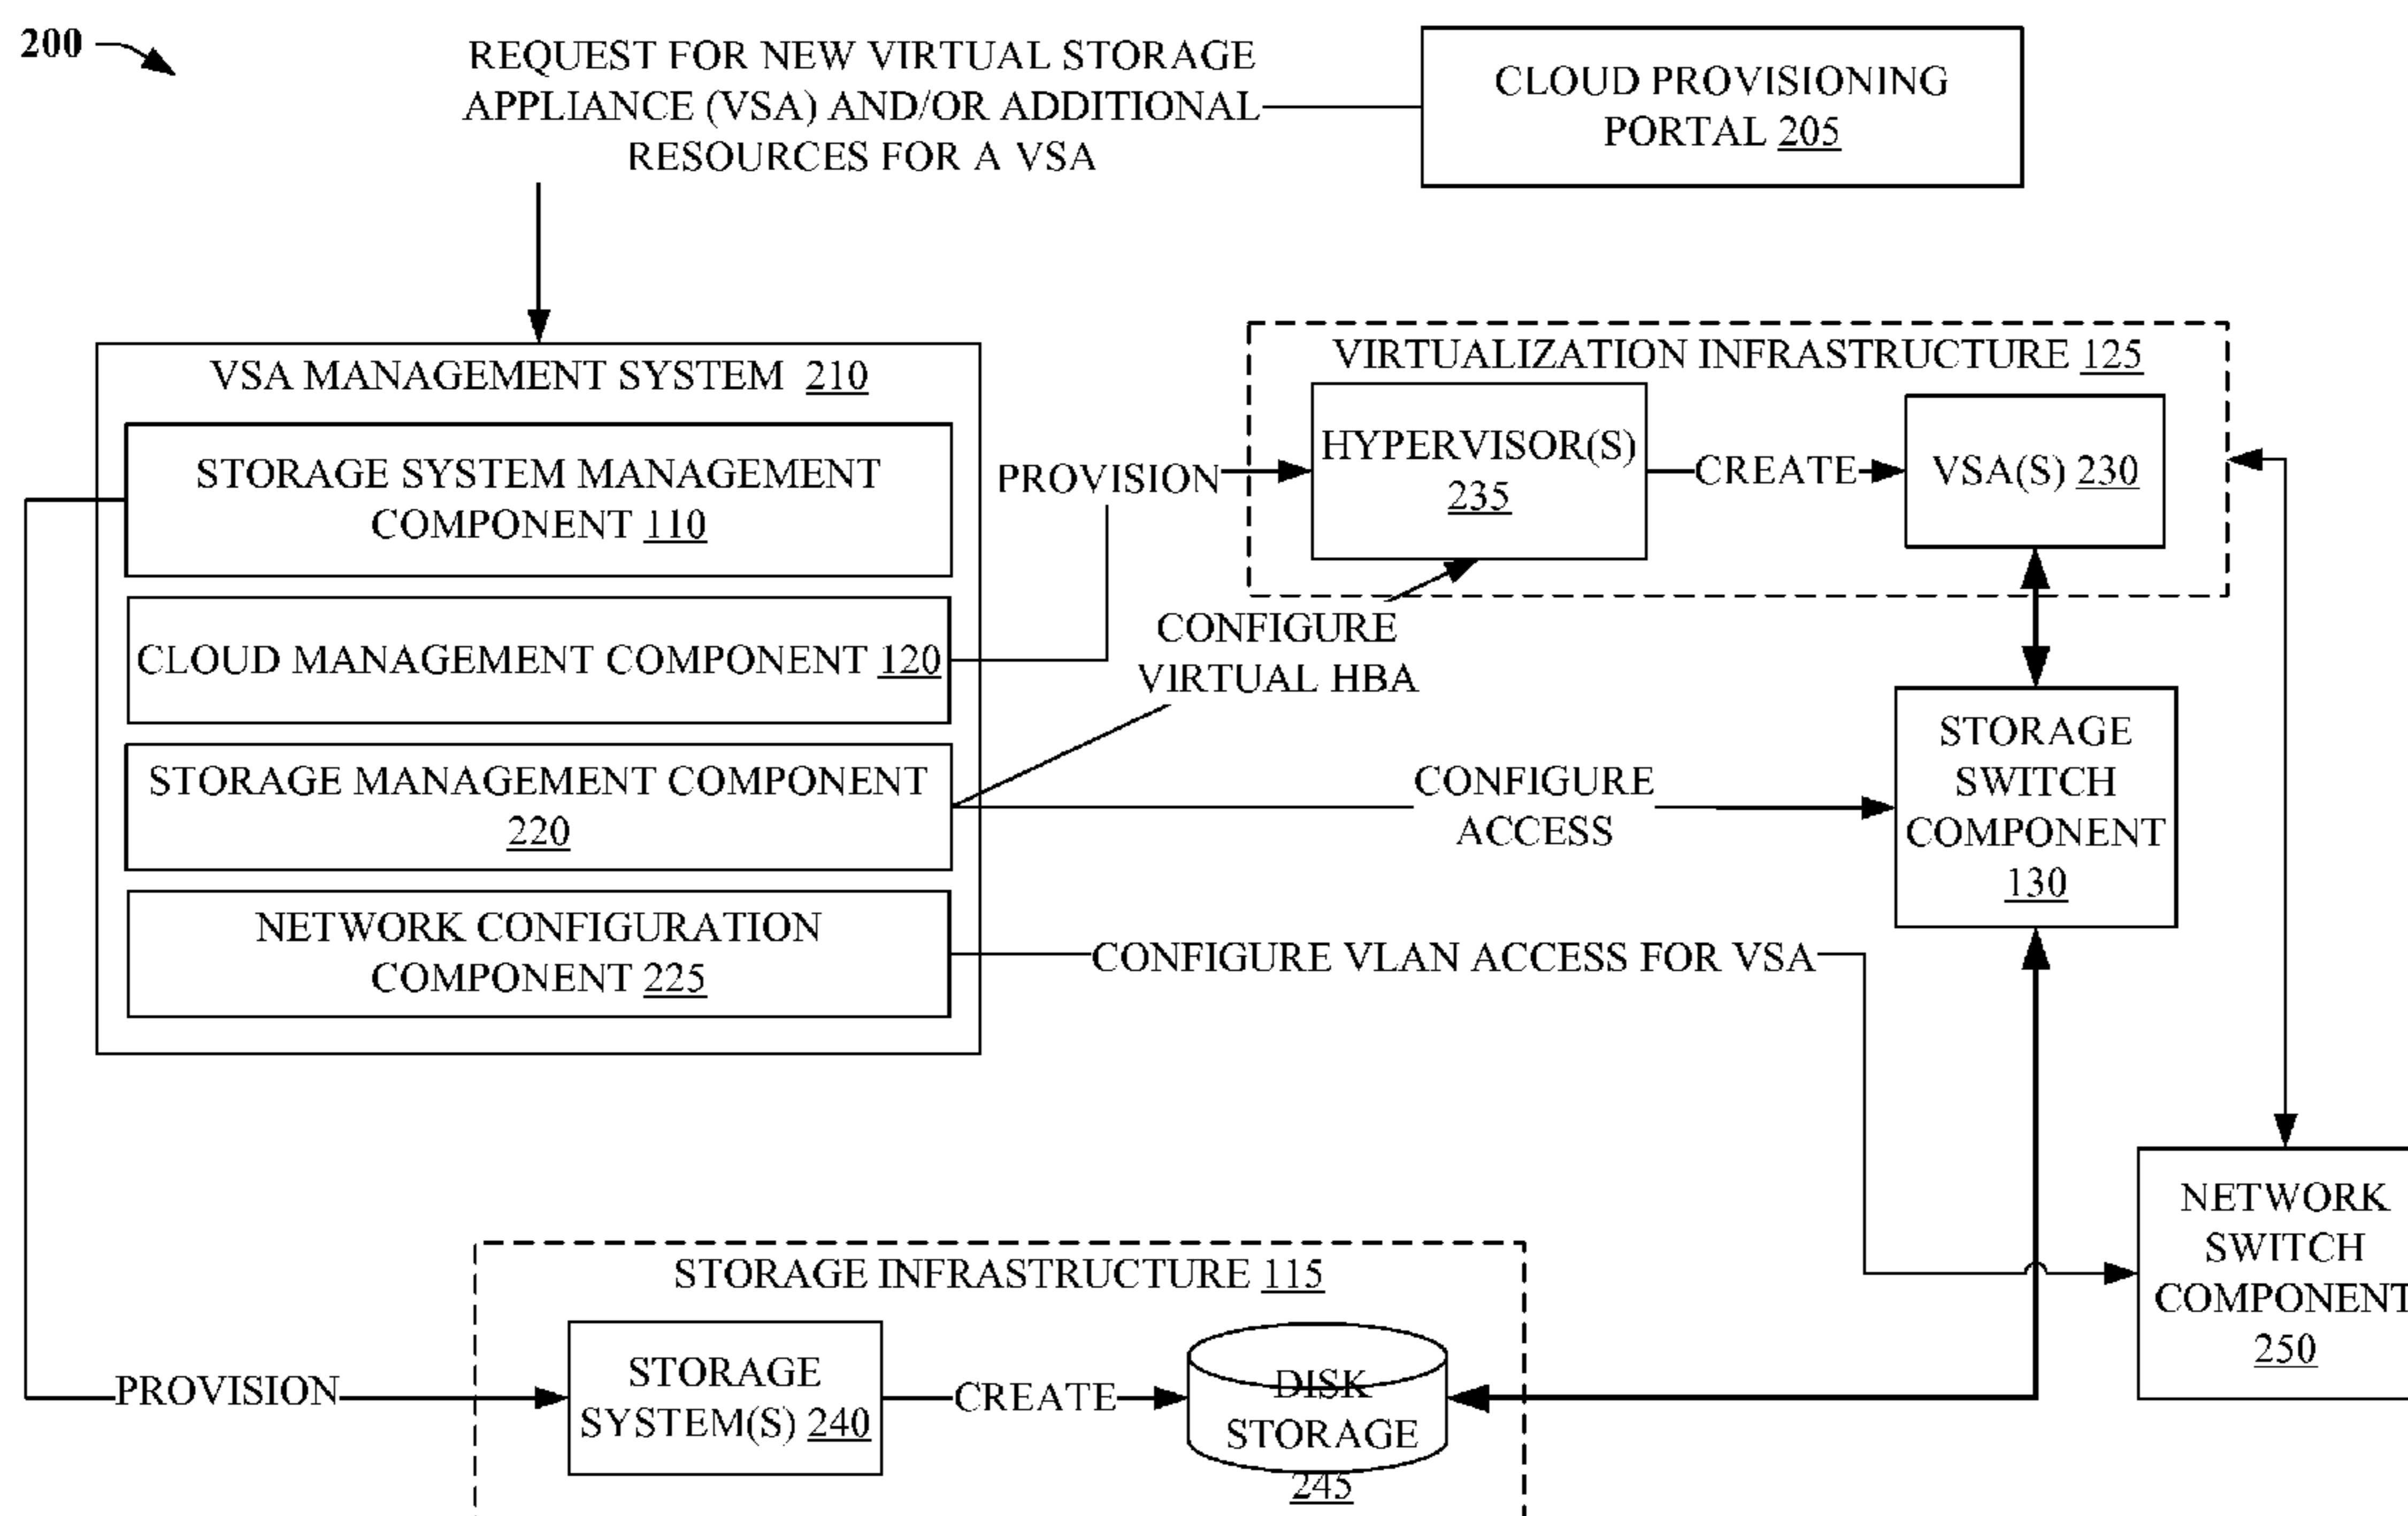 200
REQUEST FOR NEW VIRTUAL STORAGE
APPLIANCE (VSA) AND/OR ADDITIONAL
RESOURCES FOR A VSA
CLOUD PROVISIONING
PORTAL 205
VSA MANAGEMENT SYSTEM 210
STORAGE SYSTEM MANAGEMENT
COMPONENT 110
CLOUD MANAGEMENT COMPONENT 120
STORAGE MANAGEMENT COMPONENT
220
NETWORK CONFIGURATION
COMPONENT 225
PROVISION
VIRTUALIZATION INFRASTRUCTURE 125
HYPERVISOR(S)
235
CREATE
VSA(S) 230
CONFIGURE
VIRTUAL HBA
CONFIGURE
ACCESS
STORAGE
SWITCH
COMPONENT
130
CONFIGURE VLAN ACCESS FOR VSA
NETWORK
SWITCH
COMPONENT
250
STORAGE INFRASTRUCTURE 115
PROVISION
STORAGE
SYSTEM(S) 240
CREATE
DISK
STORAGE
245